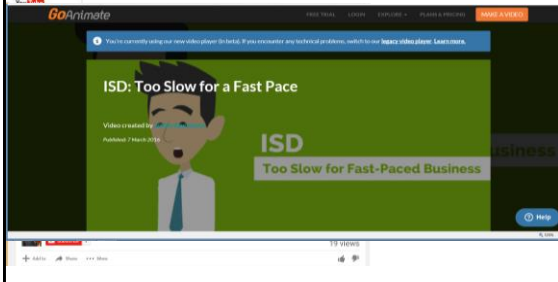 GoAnimate
FREE TRIAL LOGIN EXPLORE PLANS & PRICING MAKE A VIDEO
You're currently using our new video player (in beta). If you encounter any technical problems, switch to our legacy video player. Learn more.
ISD: Too Slow for a Fast Pace
Video created by
Published: 7 March 2016
ISD
Too Slow for Fast-Paced Business
usiness
Help
19 views
Add to Share More